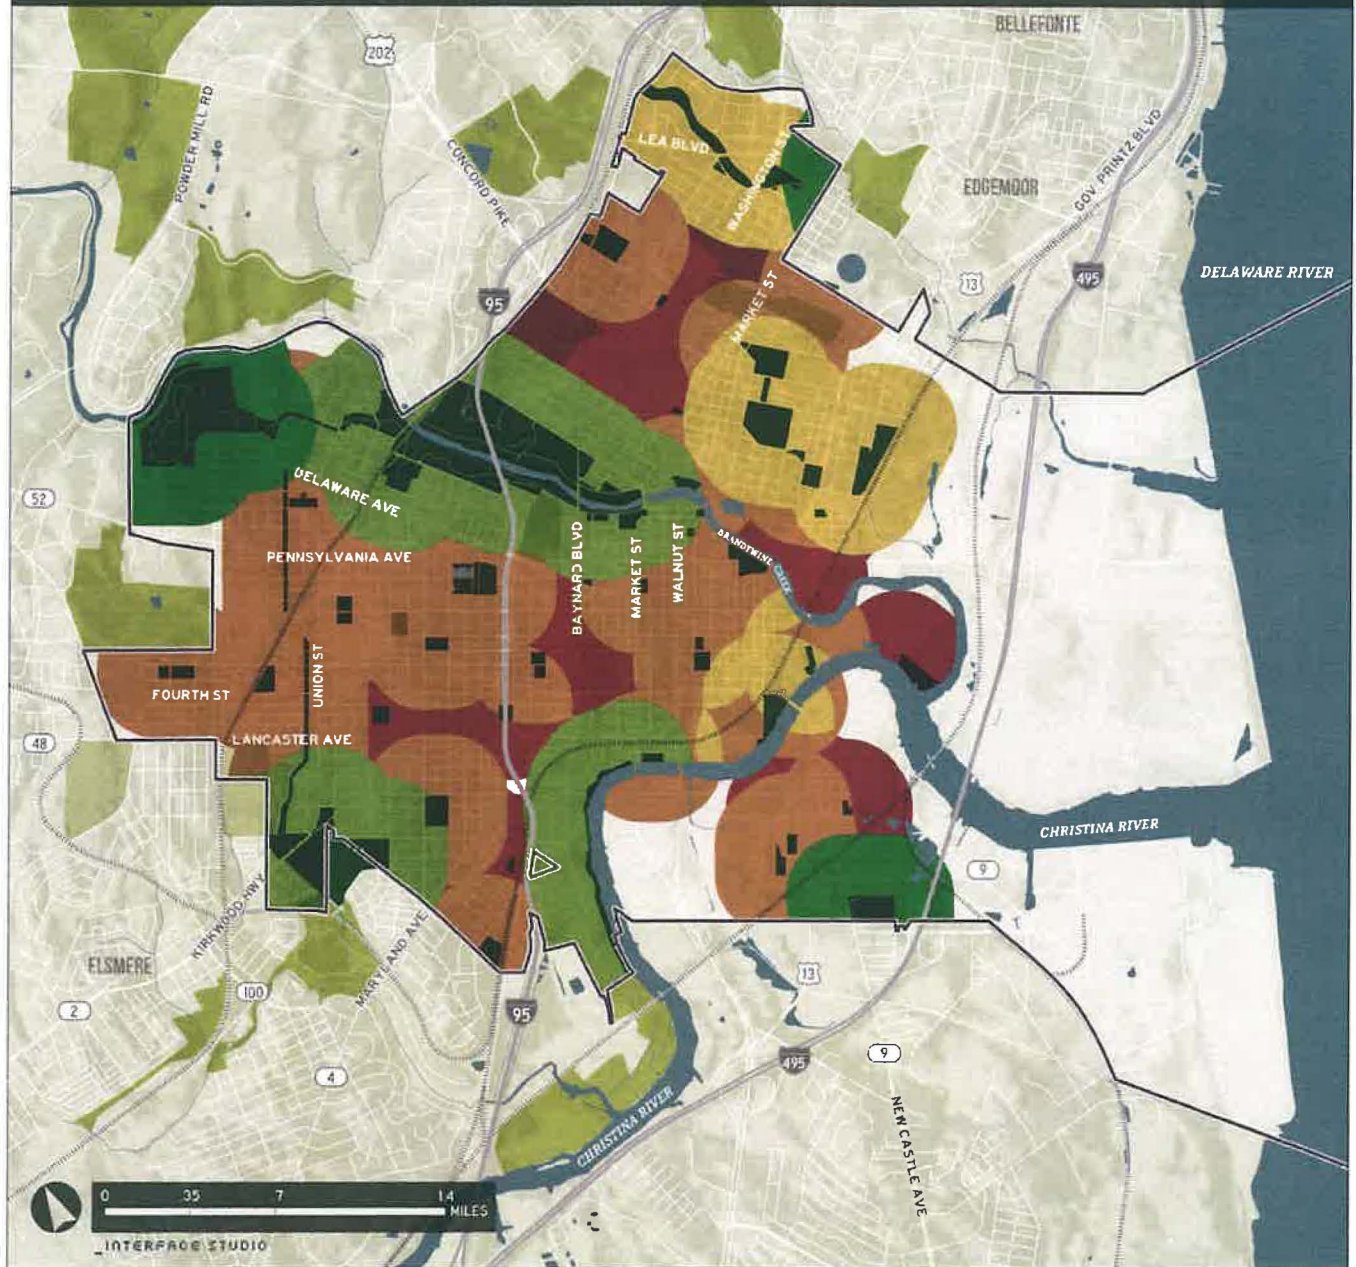 BELLEFONTE
202
POWDER MILL RD
CONCORD PIKE
LEA BLVD
WASHINGTON ST
EDGEMOOR
GOV PRINTZ BLVD
DELAWARE RIVER
13
495
95
MARKET ST
52
DELAWARE AVE
PENNSYLVANIA AVE
BAYNARD BLVD
MARKET ST
WALNUT ST
BRANDYWINE CREEK
FOURTH ST
UNION ST
LANCASTER AVE
48
CHRISTINA RIVER
9
KIRKWOOD HWY
MARYLAND AVE
ELSMERE
100
2
13
95
495
9
4
CHRISTINA RIVER
NEW CASTLE AVE
0 35 7 14
MILES
_INTERFACE STUDIO